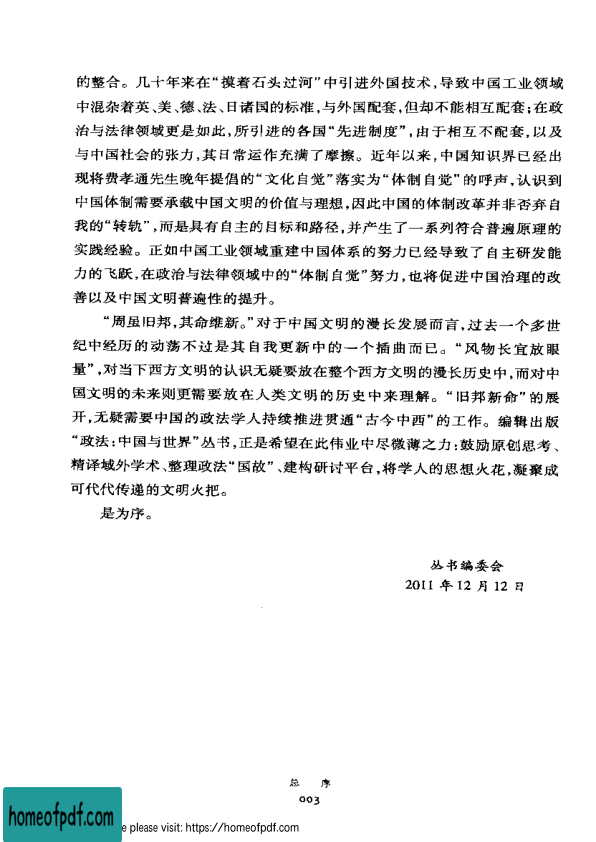 的整合。几十年来在“摸着石头过河”中引进外国技术,导致中国工业领域
中混杂着英、美、德、法、日诸国的标准,与外国配套,但却不能相互配套;在政
治与法律领域更是如此,所引进的各国“先进制度”,由于相互不配套,以及
与中国社会的张力,其日常运作充满了摩擦。近年以来,中国知识界已经出
现将费孝通先生晚年提倡的“文化自觉”落实为“体制自觉”的呼声,认识到
中国体制需要承载中国文明的价值与理想,因此中国的体制改革并非否弃自
我的“转轨”,而是具有自主的目标和路径,并产生了一系列符合普遍原理的
实践经验。正如中国工业领域重建中国体系的努力已经导致了自主研发能
力的飞跃,在政治与法律领域中的“体制自觉”努力,也将促进中国治理的改
善以及中国文明普遍性的提升。
“周虽旧邦,其命维新。”对于中国文明的漫长发展而言,过去一个多世
纪中经历的动荡不过是其自我更新中的一个插曲而已。“风物长宜放眼
量”,对当下西方文明的认识无疑要放在整个西方文明的漫长历史中,而对中
国文明的未来则更需要放在人类文明的历史中来理解。“旧邦新命”的展
开,无疑需要中国的政法学人持续推进贯通“古今中西”的工作。编辑出版
“政法:中国与世界”丛书,正是希望在此伟业中尽微薄之力:鼓励原创思考、
精译域外学术、整理政法“国故”、建构研讨平台,将学人的思想火花,凝聚成
可代代传递的文明火把。
是为序。
丛书编委会
2011 年 12 月 12 日
总 序
003
homeofpdf.com
e please visit: https://homeofpdf.com